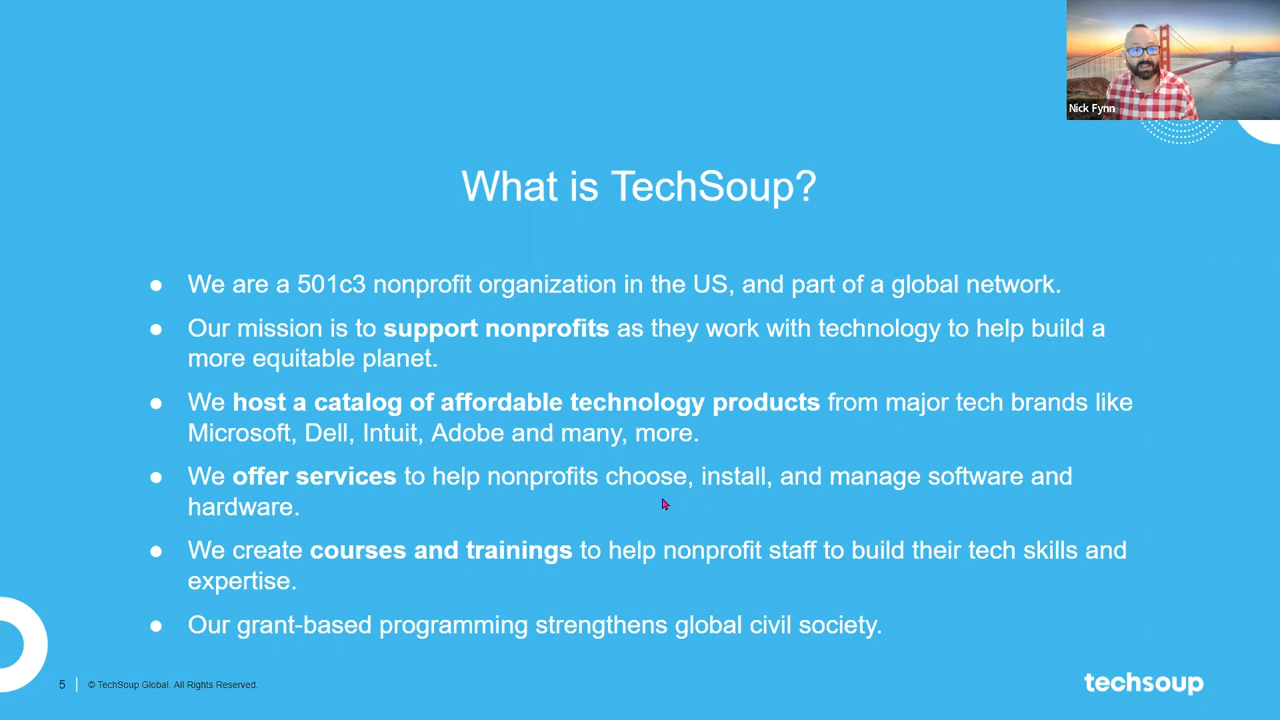 Nick Fynn
What is TechSoup?
● We are a 501c3 nonprofit organization in the US, and part of a global network.
● Our mission is to support nonprofits as they work with technology to help build a
more equitable planet.
● We host a catalog of affordable technology products from major tech brands like
Microsoft, Dell, Intuit, Adobe and many, more.
● We offer services to help nonprofits choose, install, and manage software and
hardware.
● We create courses and trainings to help nonprofit staff to build their tech skills and
expertise.
● Our grant-based programming strengthens global civil society.
5 | © TechSoup Global. All Rights Reserved.
techsoup